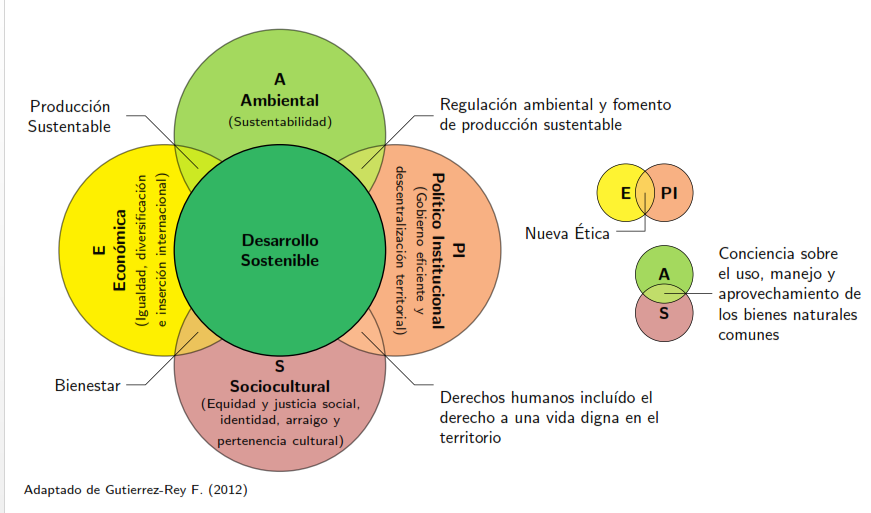 A
Ambiental
(Sustentabilidad)
Producción
Sustentable
Regulación ambiental y fomento
de producción sustentable
E
Económica
(Igualdad, diversificación
e inserción internacional)
Desarrollo
Sostenible
PI
Político Institucional
(Gobierno eficiente y
descentralización territorial)
Bienestar
S
Sociocultural
(Equidad y justicia social,
identidad, arraigo y
pertenencia cultural)
Derechos humanos incluído el
derecho a una vida digna en el
territorio
E PI
Nueva Ética
A
S
Conciencia sobre
el uso, manejo y
aprovechamiento de
los bienes naturales
comunes
Adaptado de Gutierrez-Rey F. (2012)